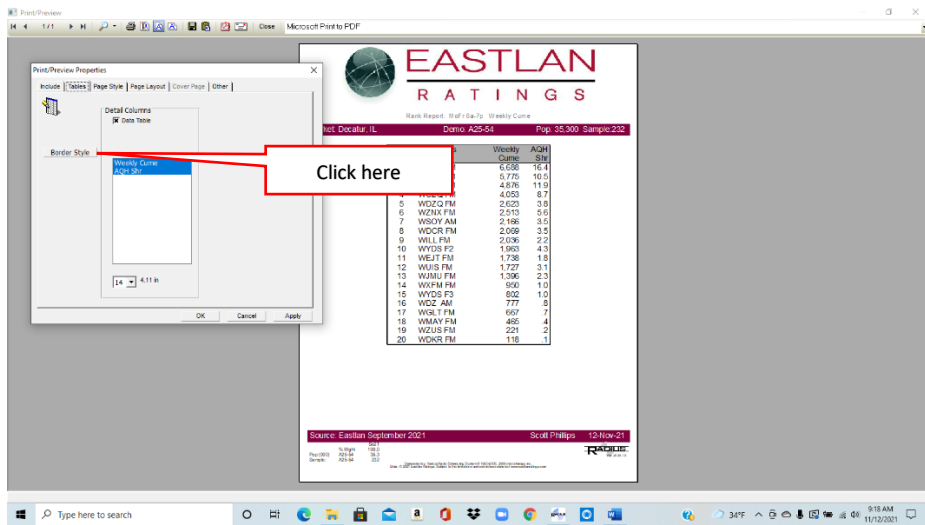 Print/Preview
1/1 Close Microsoft Print to PDF
Print/Preview Properties
Include Tables Page Style Page Layout Cover Page Other
Detail Columns
Data Table
Border Style
Weekly Cume
AQH Shr
14 4.11 in
OK Cancel Apply
Click here
EASTLAN
RATINGS
Rank Report: MoFr 6a-7p Weekly Cume
ket: Decatur, IL Demo: A25-54 Pop: 35,300 Sample:232
Weekly AQH
Cume Shr
6,688 16.4
5,775 10.5
4,876 11.9
4,053 8.7
5 WDZQ FM 2,623 3.8
6 WZNX FM 2,513 5.6
7 WSOY AM 2,166 3.5
8 WDCR FM 2,069 3.5
9 WILL FM 2,036 2.2
10 WYDS F2 1,963 4.3
11 WEJT FM 1,738 1.8
12 WUIS FM 1,727 3.1
13 WJMU FM 1,396 2.3
14 WXFM FM 950 1.0
15 WYDS F3 802 1.0
16 WDZ AM 777 .8
17 WGLT FM 667 .7
18 WMAY FM 465 .4
19 WZUS FM 221 .2
20 WDKR FM 118 .1
Source: Eastlan September 2021 Scott Phillips 12-Nov-21
RADIUS
Type here to search
34°F 9:18 AM
11/12/2021